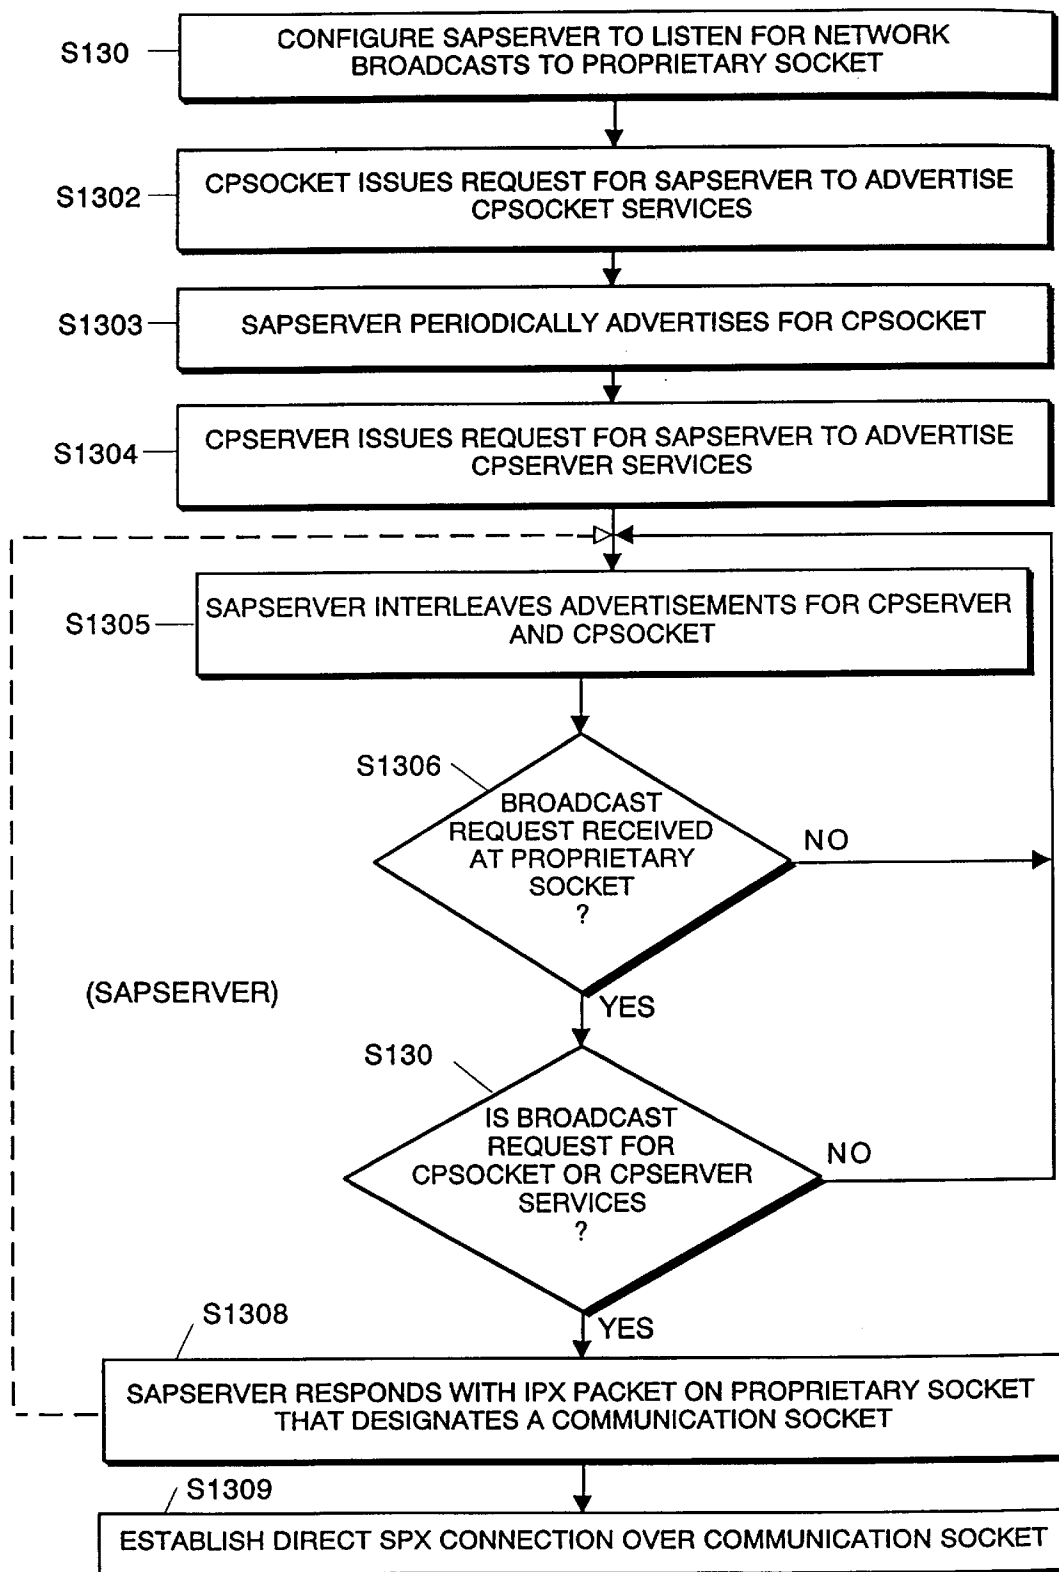 S130
CONFIGURE SAPSERVER TO LISTEN FOR NETWORK
BROADCASTS TO PROPRIETARY SOCKET
S1302
CPSOCKET ISSUES REQUEST FOR SAPSERVER TO ADVERTISE
CPSOCKET SERVICES
S1303
SAPSERVER PERIODICALLY ADVERTISES FOR CPSOCKET
S1304
CPSERVER ISSUES REQUEST FOR SAPSERVER TO ADVERTISE
CPSERVER SERVICES
S1305
SAPSERVER INTERLEAVES ADVERTISEMENTS FOR CPSERVER
AND CPSOCKET
S1306
BROADCAST
REQUEST RECEIVED
AT PROPRIETARY
SOCKET
?
NO
(SAPSERVER)
YES
S130
IS BROADCAST
REQUEST FOR
CPSOCKET OR CPSERVER
SERVICES
?
NO
YES
S1308
SAPSERVER RESPONDS WITH IPX PACKET ON PROPRIETARY SOCKET
THAT DESIGNATES A COMMUNICATION SOCKET
S1309
ESTABLISH DIRECT SPX CONNECTION OVER COMMUNICATION SOCKET